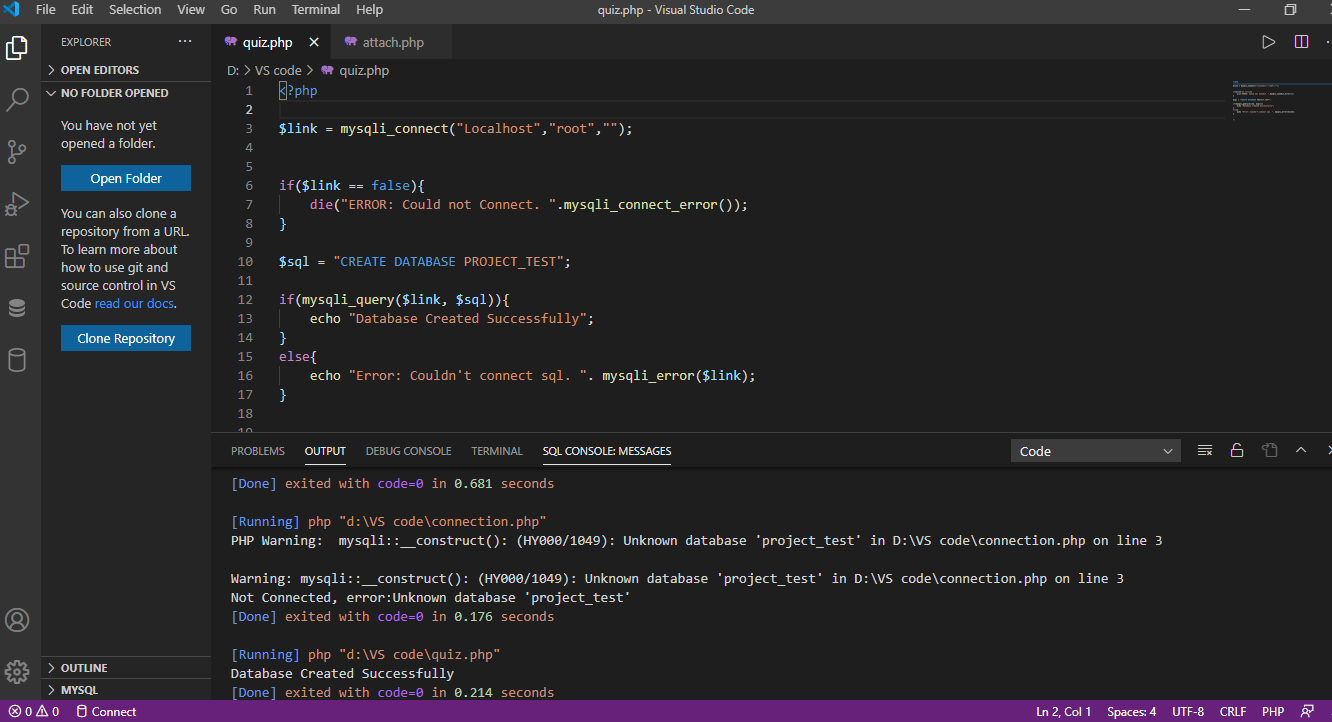 File Edit Selection View Go Run Terminal Help quiz.php - Visual Studio Code
EXPLORER
OPEN EDITORS
NO FOLDER OPENED
You have not yet
opened a folder.
Open Folder
You can also clone a
repository from a URL.
To learn more about
how to use git and
source control in VS
Code read our docs.
Clone Repository
OUTLINE
MYSQL
quiz.php attach.php
D: > VS code > quiz.php
1 <?php
2
3 $link = mysqli_connect("Localhost","root","");
4
5
6 if($link == false){
7 die("ERROR: Could not Connect. ".mysqli_connect_error());
8 }
9
10 $sql = "CREATE DATABASE PROJECT_TEST";
11
12 if(mysqli_query($link, $sql)){
13 echo "Database Created Successfully";
14 }
15 else{
16 echo "Error: Couldn't connect sql. ". mysqli_error($link);
17 }
18
19
PROBLEMS OUTPUT DEBUG CONSOLE TERMINAL SQL CONSOLE: MESSAGES Code
[Done] exited with code=0 in 0.681 seconds
[Running] php "d:\VS code\connection.php"
PHP Warning:  mysqli::__construct(): (HY000/1049): Unknown database 'project_test' in D:\VS code\connection.php on line 3
Warning: mysqli::__construct(): (HY000/1049): Unknown database 'project_test' in D:\VS code\connection.php on line 3
Not Connected, error:Unknown database 'project_test'
[Done] exited with code=0 in 0.176 seconds
[Running] php "d:\VS code\quiz.php"
Database Created Successfully
[Done] exited with code=0 in 0.214 seconds
0 0 Connect Ln 2, Col 1 Spaces: 4 UTF-8 CRLF PHP